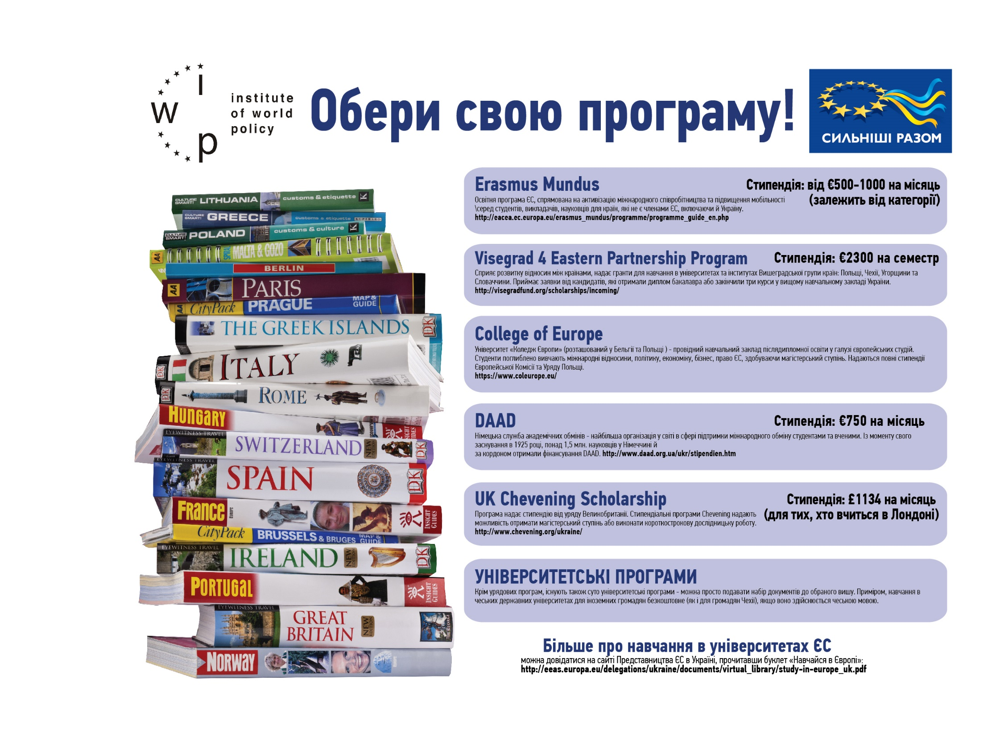 i
w
p
institute
of world
policy
Обери свою програму!
СИЛЬНІШІ РАЗОМ
CULTURE SMART! LITHUANIA customs & etiquette K
CULTURE SMART! GREECE customs & etiquette KUPERARD
CULTURE SMART! POLAND customs & culture K
AA SPIRAL MALTA & GOZO
BERLIN
AA PARIS
AA CityPack PRAGUE MAP & GUIDE
THE GREEK ISLANDS DK
DK ITALY
DK ROME
HUNGARY INSIGHT GUIDES
EYEWITNESS TRAVEL
SWITZERLAND NEW EDITION DK
EYEWITNESS TRAVEL
SPAIN DK
FRANCE EUROPE INSIGHT GUIDES
CityPack BRUSSELS & BRUGES MAP & GUIDE
EYEWITNESS TRAVEL
IRELAND NEW EDITION DK
PORTUGAL INSIGHT GUIDES
EYEWITNESS TRAVEL
GREAT
BRITAIN NEW EDITION THE GEORGE
NORWAY EUROPE
Erasmus Mundus
Стипендія: від €500-1000 на місяць
(залежить від категорії)
Освітня програма ЄС, спрямована на активізацію міжнародного співробітництва та підвищення мобільності
\серед студентів, викладачів, науковців для країн, які не є членами ЄС, включаючи й Україну.
http://eacea.ec.europa.eu/erasmus_mundus/programme/programme_guide_en.php
Visegrad 4 Eastern Partnership Program
Стипендія: €2300 на семестр
Сприяє розвитку відносин між країнами, надає гранти для навчання в університетах та інститутах Вишеградської групи країн: Польщі, Чехії, Угорщини та
Словаччини. Приймає заявки від кандидатів, які отримали диплом бакалавра або закінчили три курси у вищому навчальному закладі України.
http://visegradfund.org/scholarships/incoming/
College of Europe
Університет «Коледж Європи» (розташований у Бельгії та Польщі ) - провідний навчальний заклад післядипломної освіти у галузі європейських студій.
Студенти поглиблено вивчають міжнародні відносини, політику, економіку, бізнес, право ЄС, здобуваючи магістерський ступінь. Надаються повні стипендії
Європейської Комісії та Уряду Польщі.
https://www.coleurope.eu/
DAAD
Стипендія: €750 на місяць
Німецька служба академічних обмінів - найбільша організація у світі в сфері підтримки міжнародного обміну студентами та вченими. Із моменту свого
заснування в 1925 році, понад 1,5 млн. науковців у Німеччині й
за кордоном отримали фінансування DAAD. http://www.daad.org.ua/ukr/stipendien.htm
UK Chevening Scholarship
Стипендія: £1134 на місяць
(для тих, хто вчиться в Лондоні)
Програма надає стипендію від уряду Великобританії. Стипендіальні програми Chevening надають
можливість отримати магістерський ступінь або виконати короткострокову дослідницьку роботу.
http://www.chevening.org/ukraine/
УНІВЕРСИТЕТСЬКІ ПРОГРАМИ
Крім урядових програм, існують також суто університетські програми - можна просто подавати набір документів до обраного вишу. Приміром, навчання в
чеських державних університетах для іноземних громадян безкоштовне (як і для громадян Чехії), якщо воно здійснюється чеською мовою.
Більше про навчання в університетах ЄС
можна довідатися на сайті Представництва ЄС в Україні, прочитавши буклет «Навчайся в Європі»:
http://eeas.europa.eu/delegations/ukraine/documents/virtual_library/study-in-europe_uk.pdf